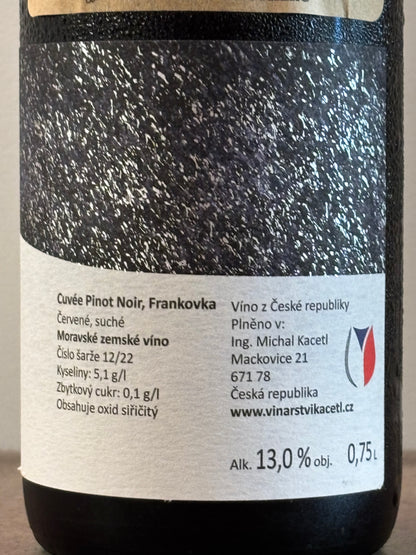 Cuvée Pinot Noir, Frankovka
Červené, suché
Moravské zemské víno
Číslo šarže 12/22
Kyseliny: 5,1 g/l
Zbytkový cukr: 0,1 g/l
Obsahuje oxid siřičitý
Víno z České republiky
Plněno v:
Ing. Michal Kacetl
Mackovice 21
671 78
Česká republika
www.vinarstvikacetl.cz
Alk. 13,0 % obj. 0,75 L